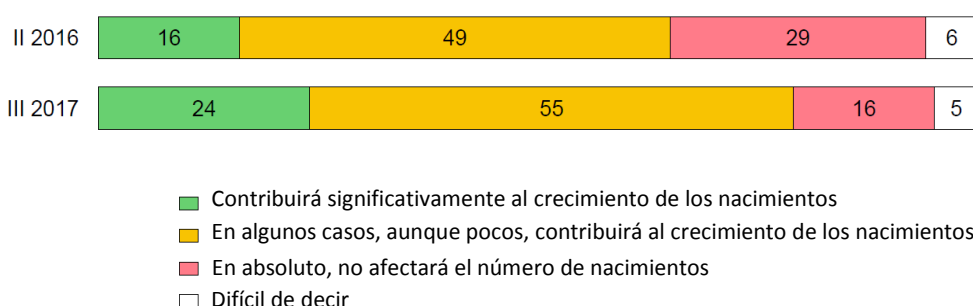 II 2016 16 49 29 6
III 2017 24 55 16 5
Contribuirá significativamente al crecimiento de los nacimientos
En algunos casos, aunque pocos, contribuirá al crecimiento de los nacimientos
En absoluto, no afectará el número de nacimientos
Difícil de decir